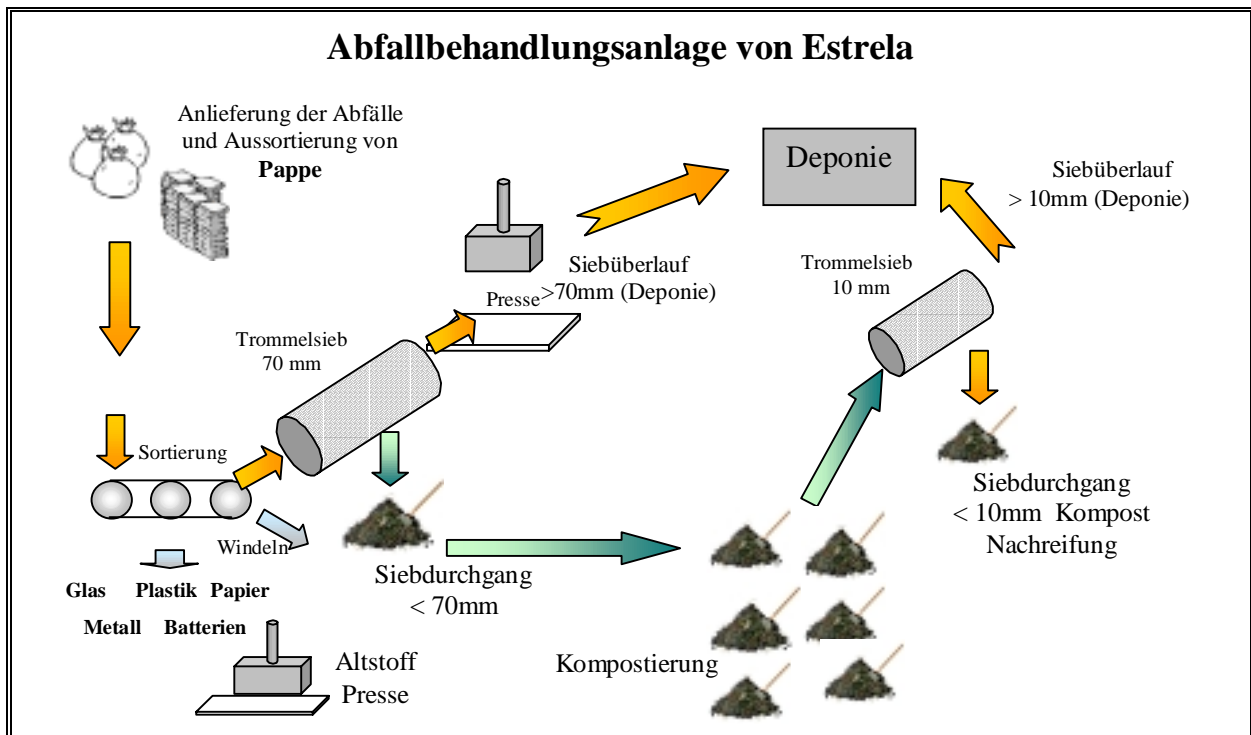 Abfallbehandlungsanlage von Estrela
Anlieferung der Abfälle
und Aussortierung von
Pappe
Deponie
Siebüberlauf
> 10mm (Deponie)
Trommelsieb
10 mm
Siebüberlauf
>70mm (Deponie)
Presse
Trommelsieb
70 mm
Sortierung
Windeln
Siebdurchgang
< 70mm
Siebdurchgang
< 10mm Kompost
Nachreifung
Glas Plastik Papier
Metall Batterien
Altstoff
Presse
Kompostierung